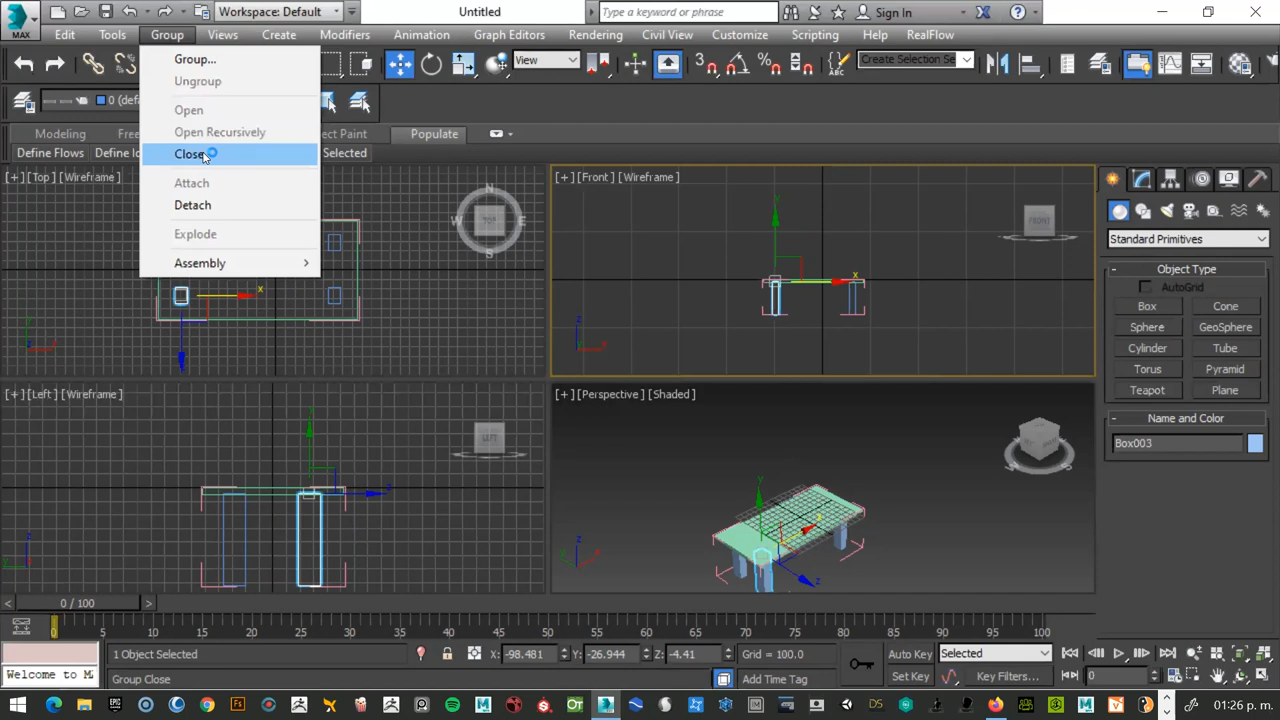 MAX
Workspace: Default
Untitled
Type a keyword or phrase
Sign In
Edit Tools Group Views Create Modifiers Animation Graph Editors Rendering Civil View Customize Scripting Help RealFlow
Group...
Ungroup
Open
Open Recursively
Close
Attach
Detach
Explode
Assembly
View
Create Selection Se
0 (def
Modeling Free ect Paint Populate
Define Flows Define Id Selected
[+] [Top] [Wireframe]
N
W TOP E
S
y
x
[+] [Front] [Wireframe]
FRONT
y
x
z
x
Standard Primitives
- Object Type
AutoGrid
Box Cone
Sphere GeoSphere
Cylinder Tube
Torus Pyramid
Teapot Plane
- Name and Color
Box003
[+] [Left] [Wireframe]
LEFT
z
[+] [Perspective] [Shaded]
y
x
z
< 0 / 100 >
0 5 10 15 20 25 30 35 40 45 50 55 60 65 70 75 80 85 90 95 100
1 Object Selected
X: -98.481 Y: -26.944 Z: -4.41 Grid = 100.0
Auto Key Selected
Welcome to M
Group Close
Add Time Tag
Set Key Key Filters... 0
01:26 p. m.